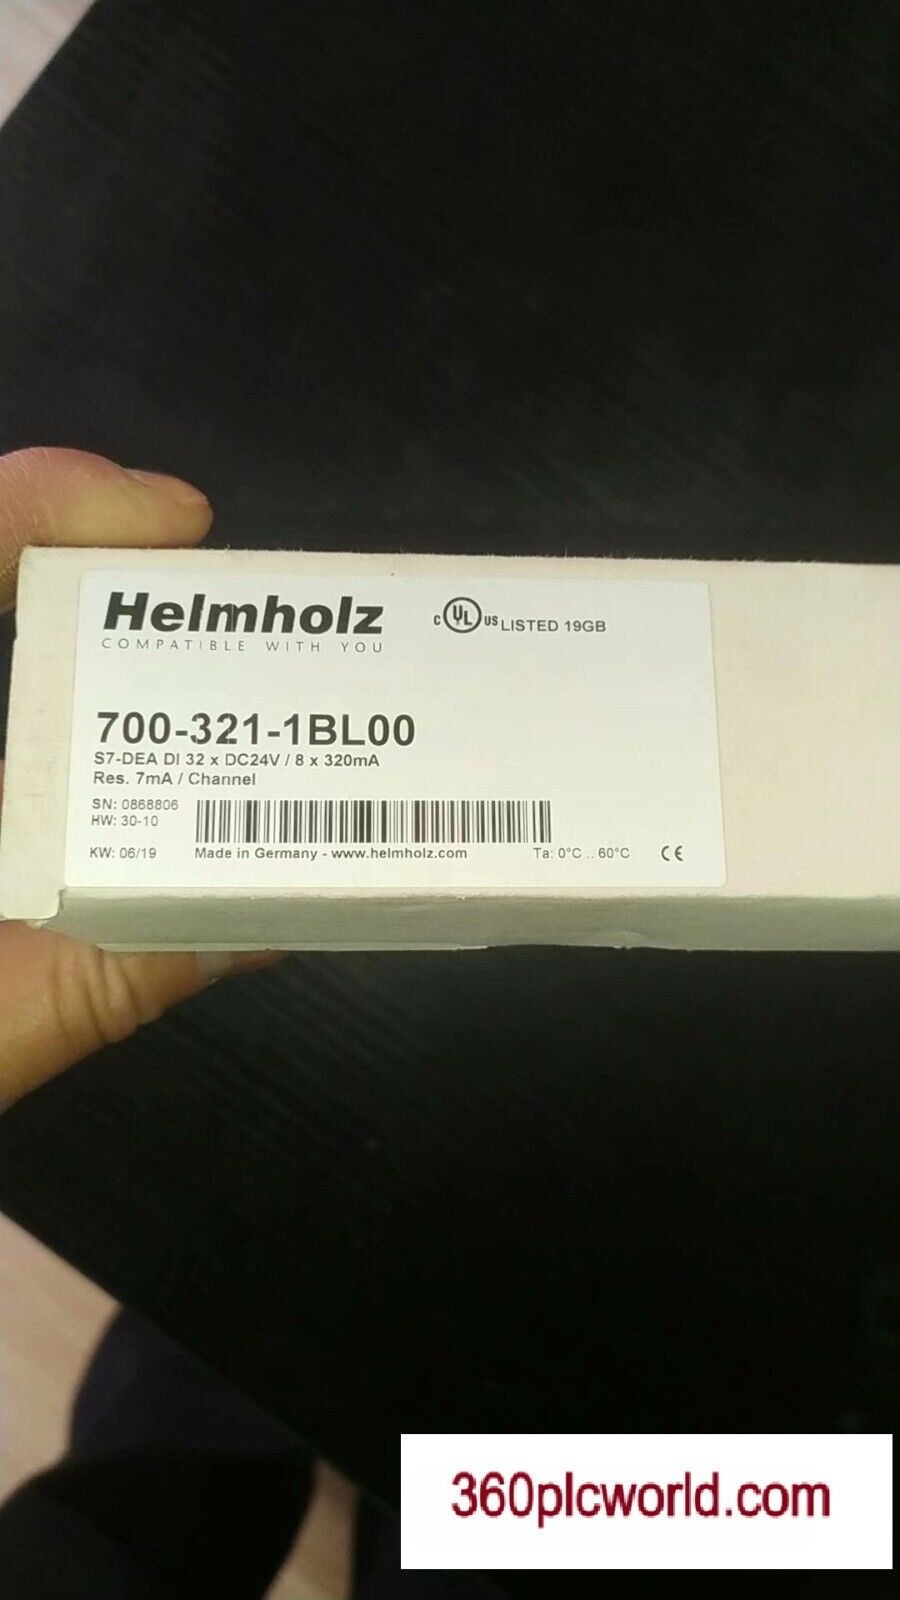 Helmholz
COMPATIBLE WITH YOU
C UL US LISTED 19GB
700-321-1BL00
S7-DEA DI 32 x DC24V / 8 x 320mA
Res. 7mA / Channel
SN: 0868806
HW: 30-10
KW: 06/19 Made in Germany - www.helmholz.com Ta: 0°C .. 60°C CE
360plcworld.com